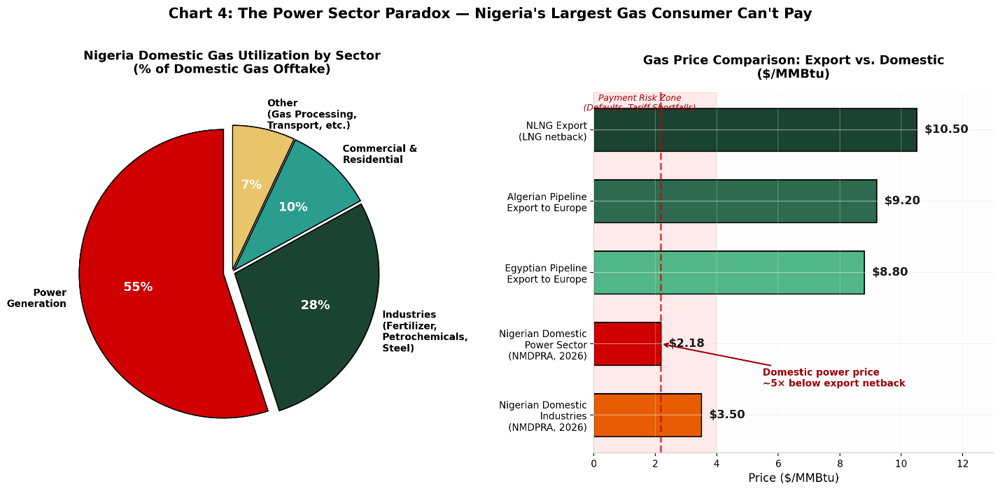 Chart 4: The Power Sector Paradox — Nigeria's Largest Gas Consumer Can't Pay
Nigeria Domestic Gas Utilization by Sector
(% of Domestic Gas Offtake)
Other
(Gas Processing,
Transport, etc.)
Commercial &
Residential
7%
10%
55%
28%
Power
Generation
Industries
(Fertilizer,
Petrochemicals,
Steel)
Gas Price Comparison: Export vs. Domestic
($/MMBtu)
Payment Risk Zone
(Defaults, Tariff Shortfalls)
NLNG Export
(LNG netback)
$10.50
Algerian Pipeline
Export to Europe
$9.20
Egyptian Pipeline
Export to Europe
$8.80
Nigerian Domestic
Power Sector
(NMDPRA, 2026)
$2.18
Domestic power price
~5× below export netback
Nigerian Domestic
Industries
(NMDPRA, 2026)
$3.50
0 2 4 6 8 10 12
Price ($/MMBtu)